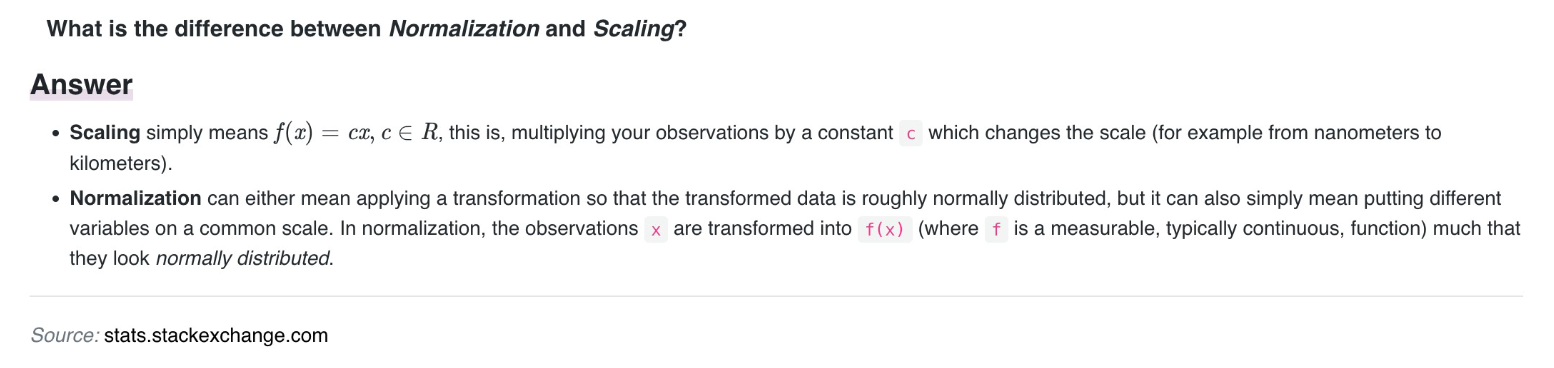 What is the difference between Normalization and Scaling?
Answer
• Scaling simply means f(x) = cx, c ∈ R, this is, multiplying your observations by a constant c which changes the scale (for example from nanometers to
kilometers).
• Normalization can either mean applying a transformation so that the transformed data is roughly normally distributed, but it can also simply mean putting different
variables on a common scale. In normalization, the observations x are transformed into f(x) (where f is a measurable, typically continuous, function) much that
they look normally distributed.
Source: stats.stackexchange.com